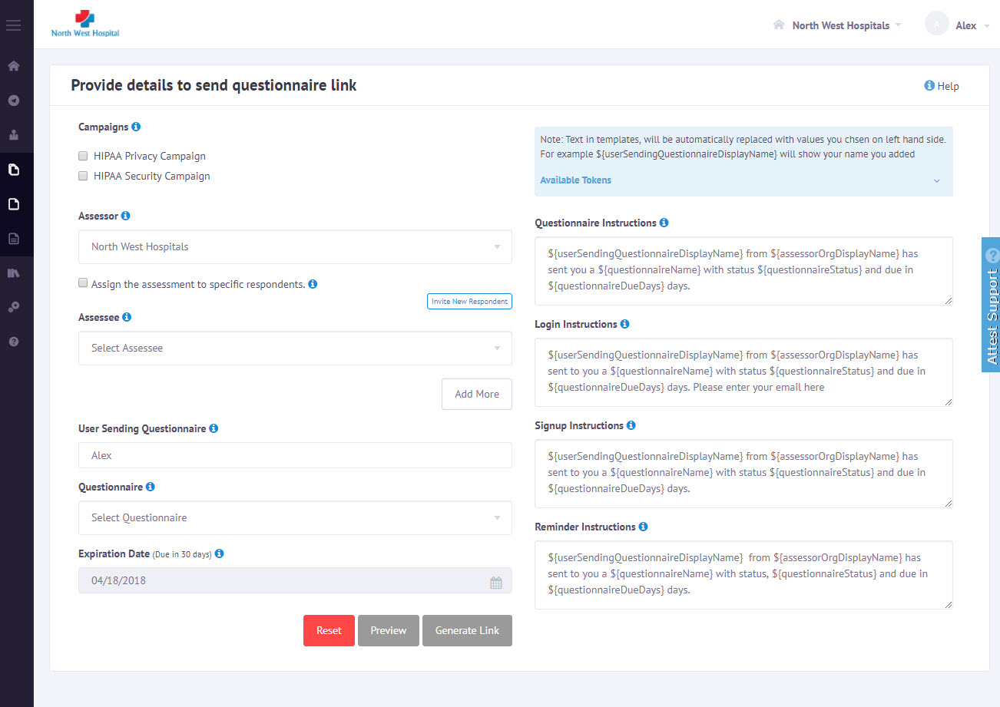 North West Hospital
North West Hospitals
A
Alex
Provide details to send questionnaire link
Help
Campaigns
HIPAA Privacy Campaign
HIPAA Security Campaign
Assessor
North West Hospitals
Assign the assessment to specific respondents.
Invite New Respondent
Assessee
Select Assessee
Add More
User Sending Questionnaire
Alex
Questionnaire
Select Questionnaire
Expiration Date (Due in 30 days)
04/18/2018
Reset
Preview
Generate Link
Note: Text in templates, will be automatically replaced with values you chsen on left hand side.
For example ${userSendingQuestionnaireDisplayName} will show your name you added
Available Tokens
Questionnaire Instructions
${userSendingQuestionnaireDisplayName} from ${assessorOrgDisplayName} has
sent you a ${questionnaireName} with status ${questionnaireStatus} and due in
${questionnaireDueDays} days.
Login Instructions
${userSendingQuestionnaireDisplayName} from ${assessorOrgDisplayName} has
sent to you a ${questionnaireName} with status ${questionnaireStatus} and due in
${questionnaireDueDays} days. Please enter your email here
Signup Instructions
${userSendingQuestionnaireDisplayName} from ${assessorOrgDisplayName} has
sent to you a ${questionnaireName} with status ${questionnaireStatus} and due in
${questionnaireDueDays} days.
Reminder Instructions
${userSendingQuestionnaireDisplayName}  from ${assessorOrgDisplayName} has
sent to you a ${questionnaireName} with status, ${questionnaireStatus} and due in
${questionnaireDueDays} days.
Attest Support